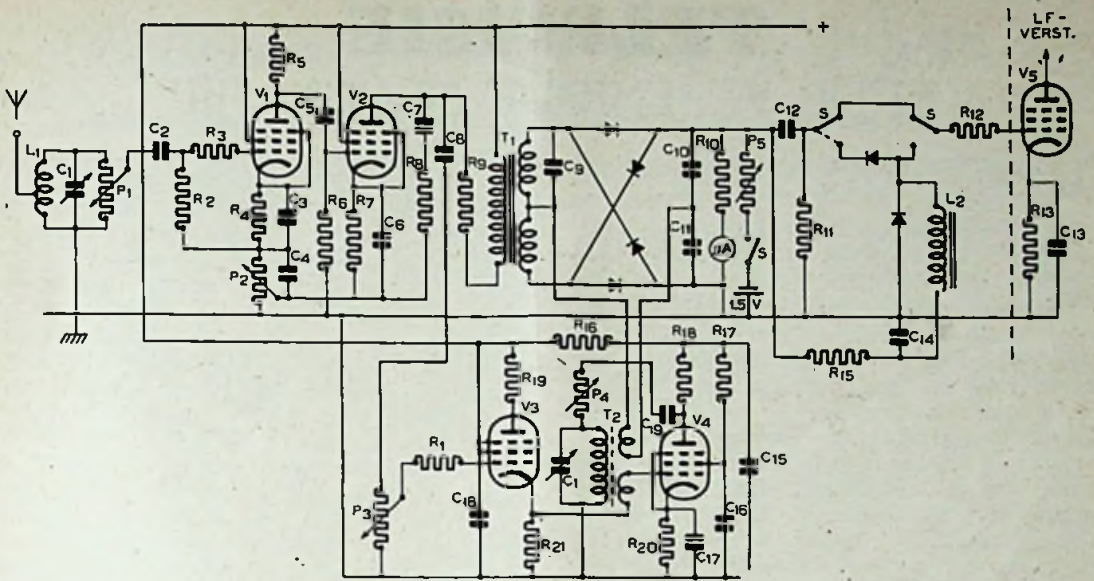 LF-
VERST.
+
R5
V1
V2
V5
C5
C7
C8
C12
S
S
R12
L1
C1
P1
C2
R3
R2
R4
C3
R6
R7
C6
R8
R9
T1
C9
C10
R10
P5
C11
µA
S
1.5 V
R11
L2
R13
C13
P2
C4
C14
R15
R16
R18
R17
R19
V3
P4
T2
C19
V4
R1
C1
C15
P3
C18
R21
R20
C17
C16